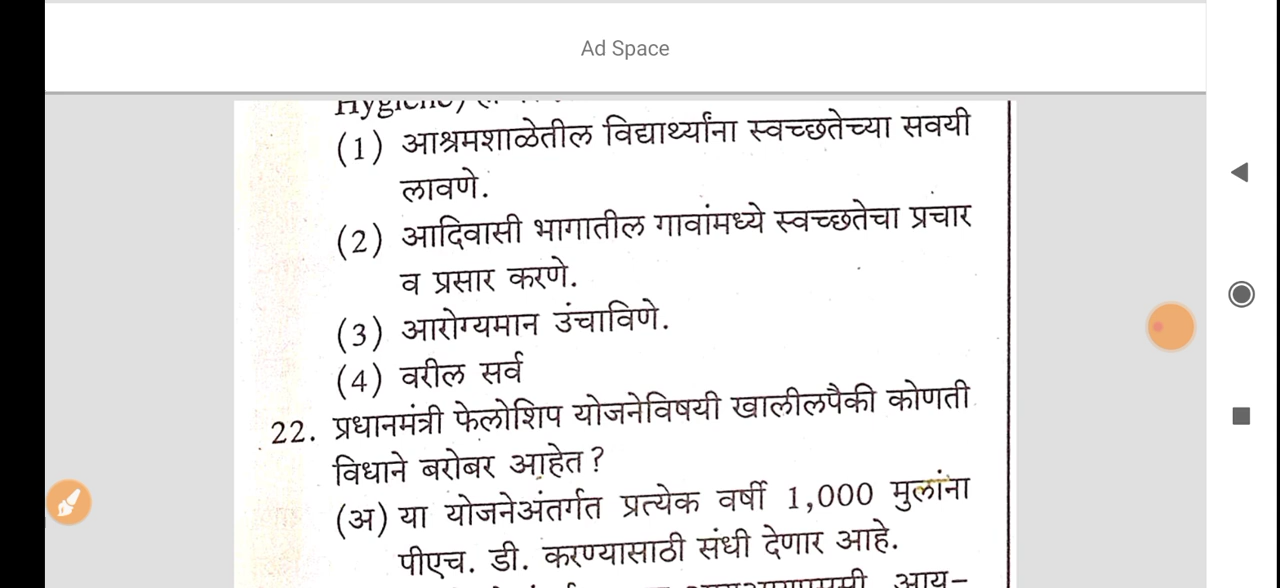 Ad Space
Hygiene)
(1) आश्रमशाळेतील विद्यार्थ्यांना स्वच्छतेच्या सवयी
लावणे.
(2) आदिवासी भागातील गावांमध्ये स्वच्छतेचा प्रचार
व प्रसार करणे.
(3) आरोग्यमान उंचाविणे.
(4) वरील सर्व
22. प्रधानमंत्री फेलोशिप योजनेविषयी खालीलपैकी कोणती
विधाने बरोबर आहेत?
(अ) या योजनेअंतर्गत प्रत्येक वर्षी 1,000 मुलांना
पीएच. डी. करण्यासाठी संधी देणार आहे.
आय-